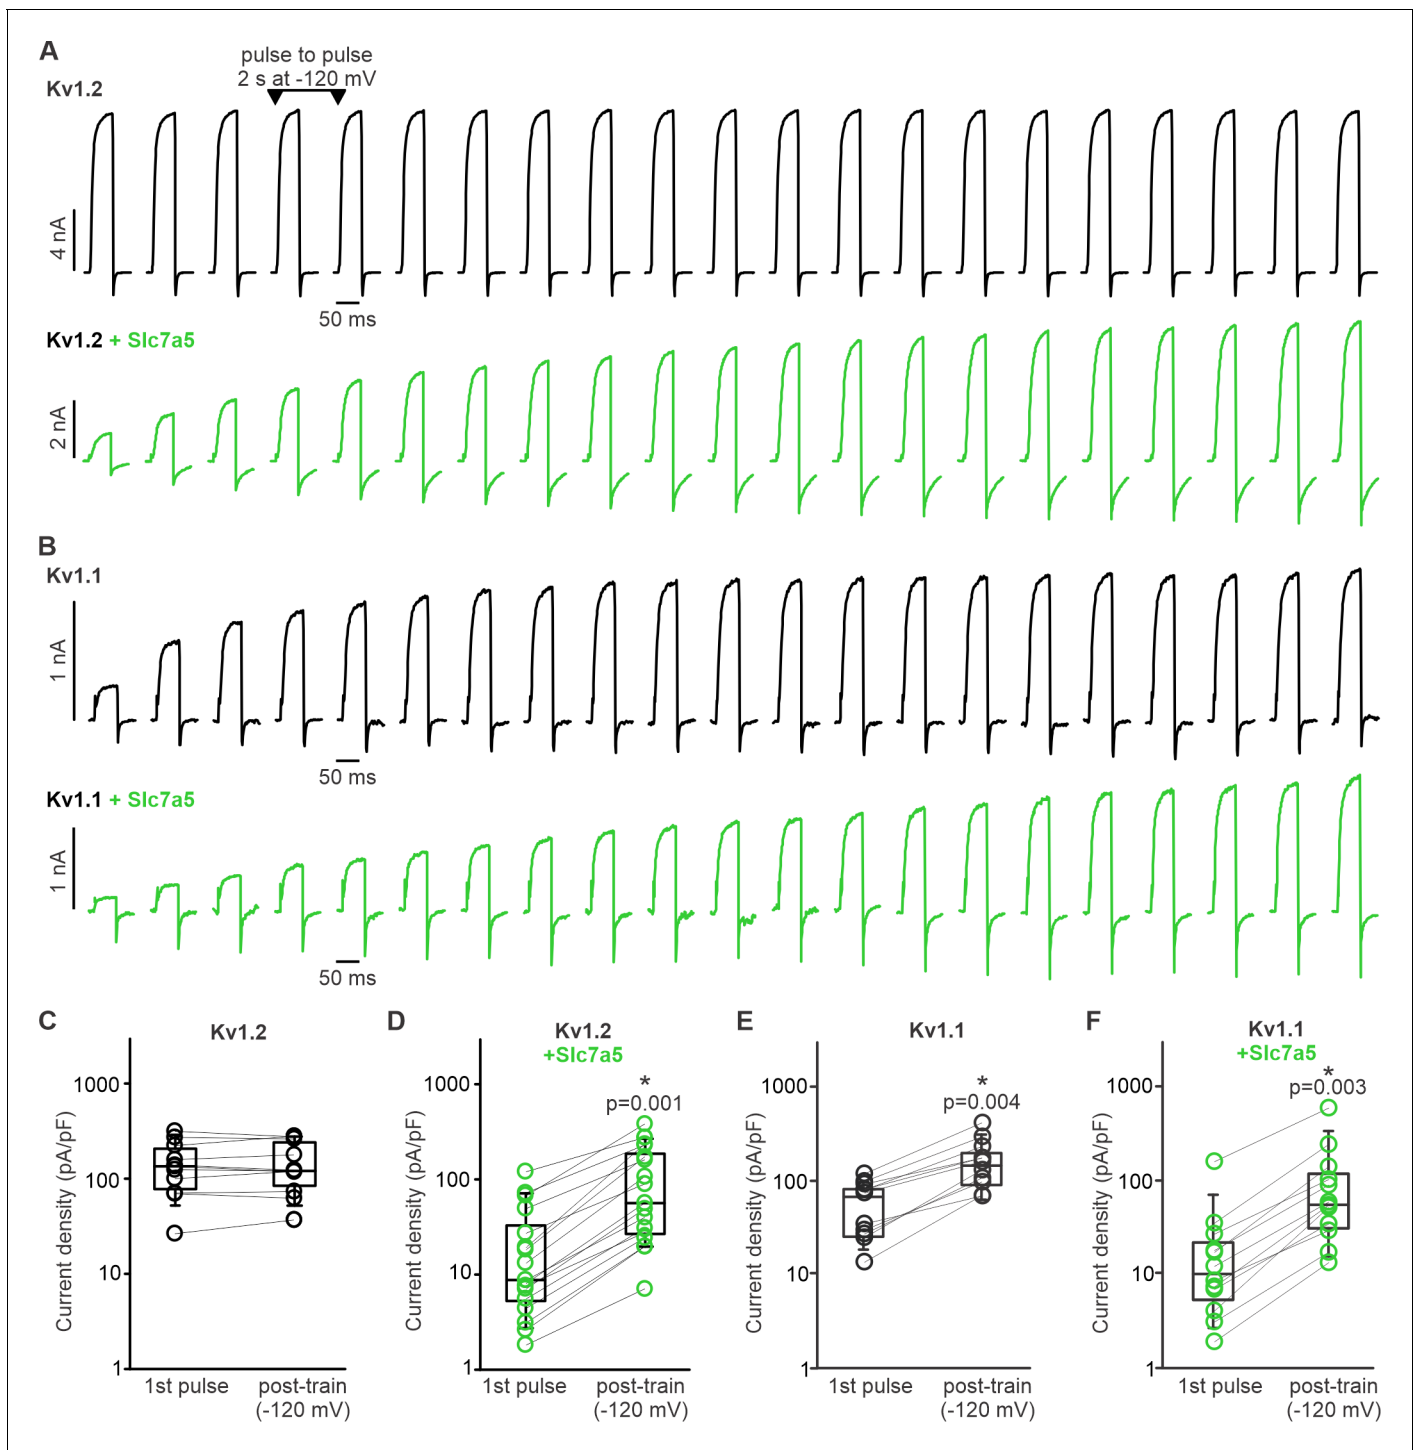 A
pulse to pulse
2 s at -120 mV
Kv1.2
4 nA
50 ms
Kv1.2 + Slc7a5
2 nA
B
Kv1.1
1 nA
50 ms
Kv1.1 + Slc7a5
1 nA
50 ms
C
Kv1.2
Current density (pA/pF)
1000
100
10
1
1st pulse
post-train
(-120 mV)
D
Kv1.2
+Slc7a5
*
p=0.001
Current density (pA/pF)
1000
100
10
1
1st pulse
post-train
(-120 mV)
E
Kv1.1
*
p=0.004
Current density (pA/pF)
1000
100
10
1
1st pulse
post-train
(-120 mV)
F
Kv1.1
+Slc7a5
*
p=0.003
Current density (pA/pF)
1000
100
10
1
1st pulse
post-train
(-120 mV)